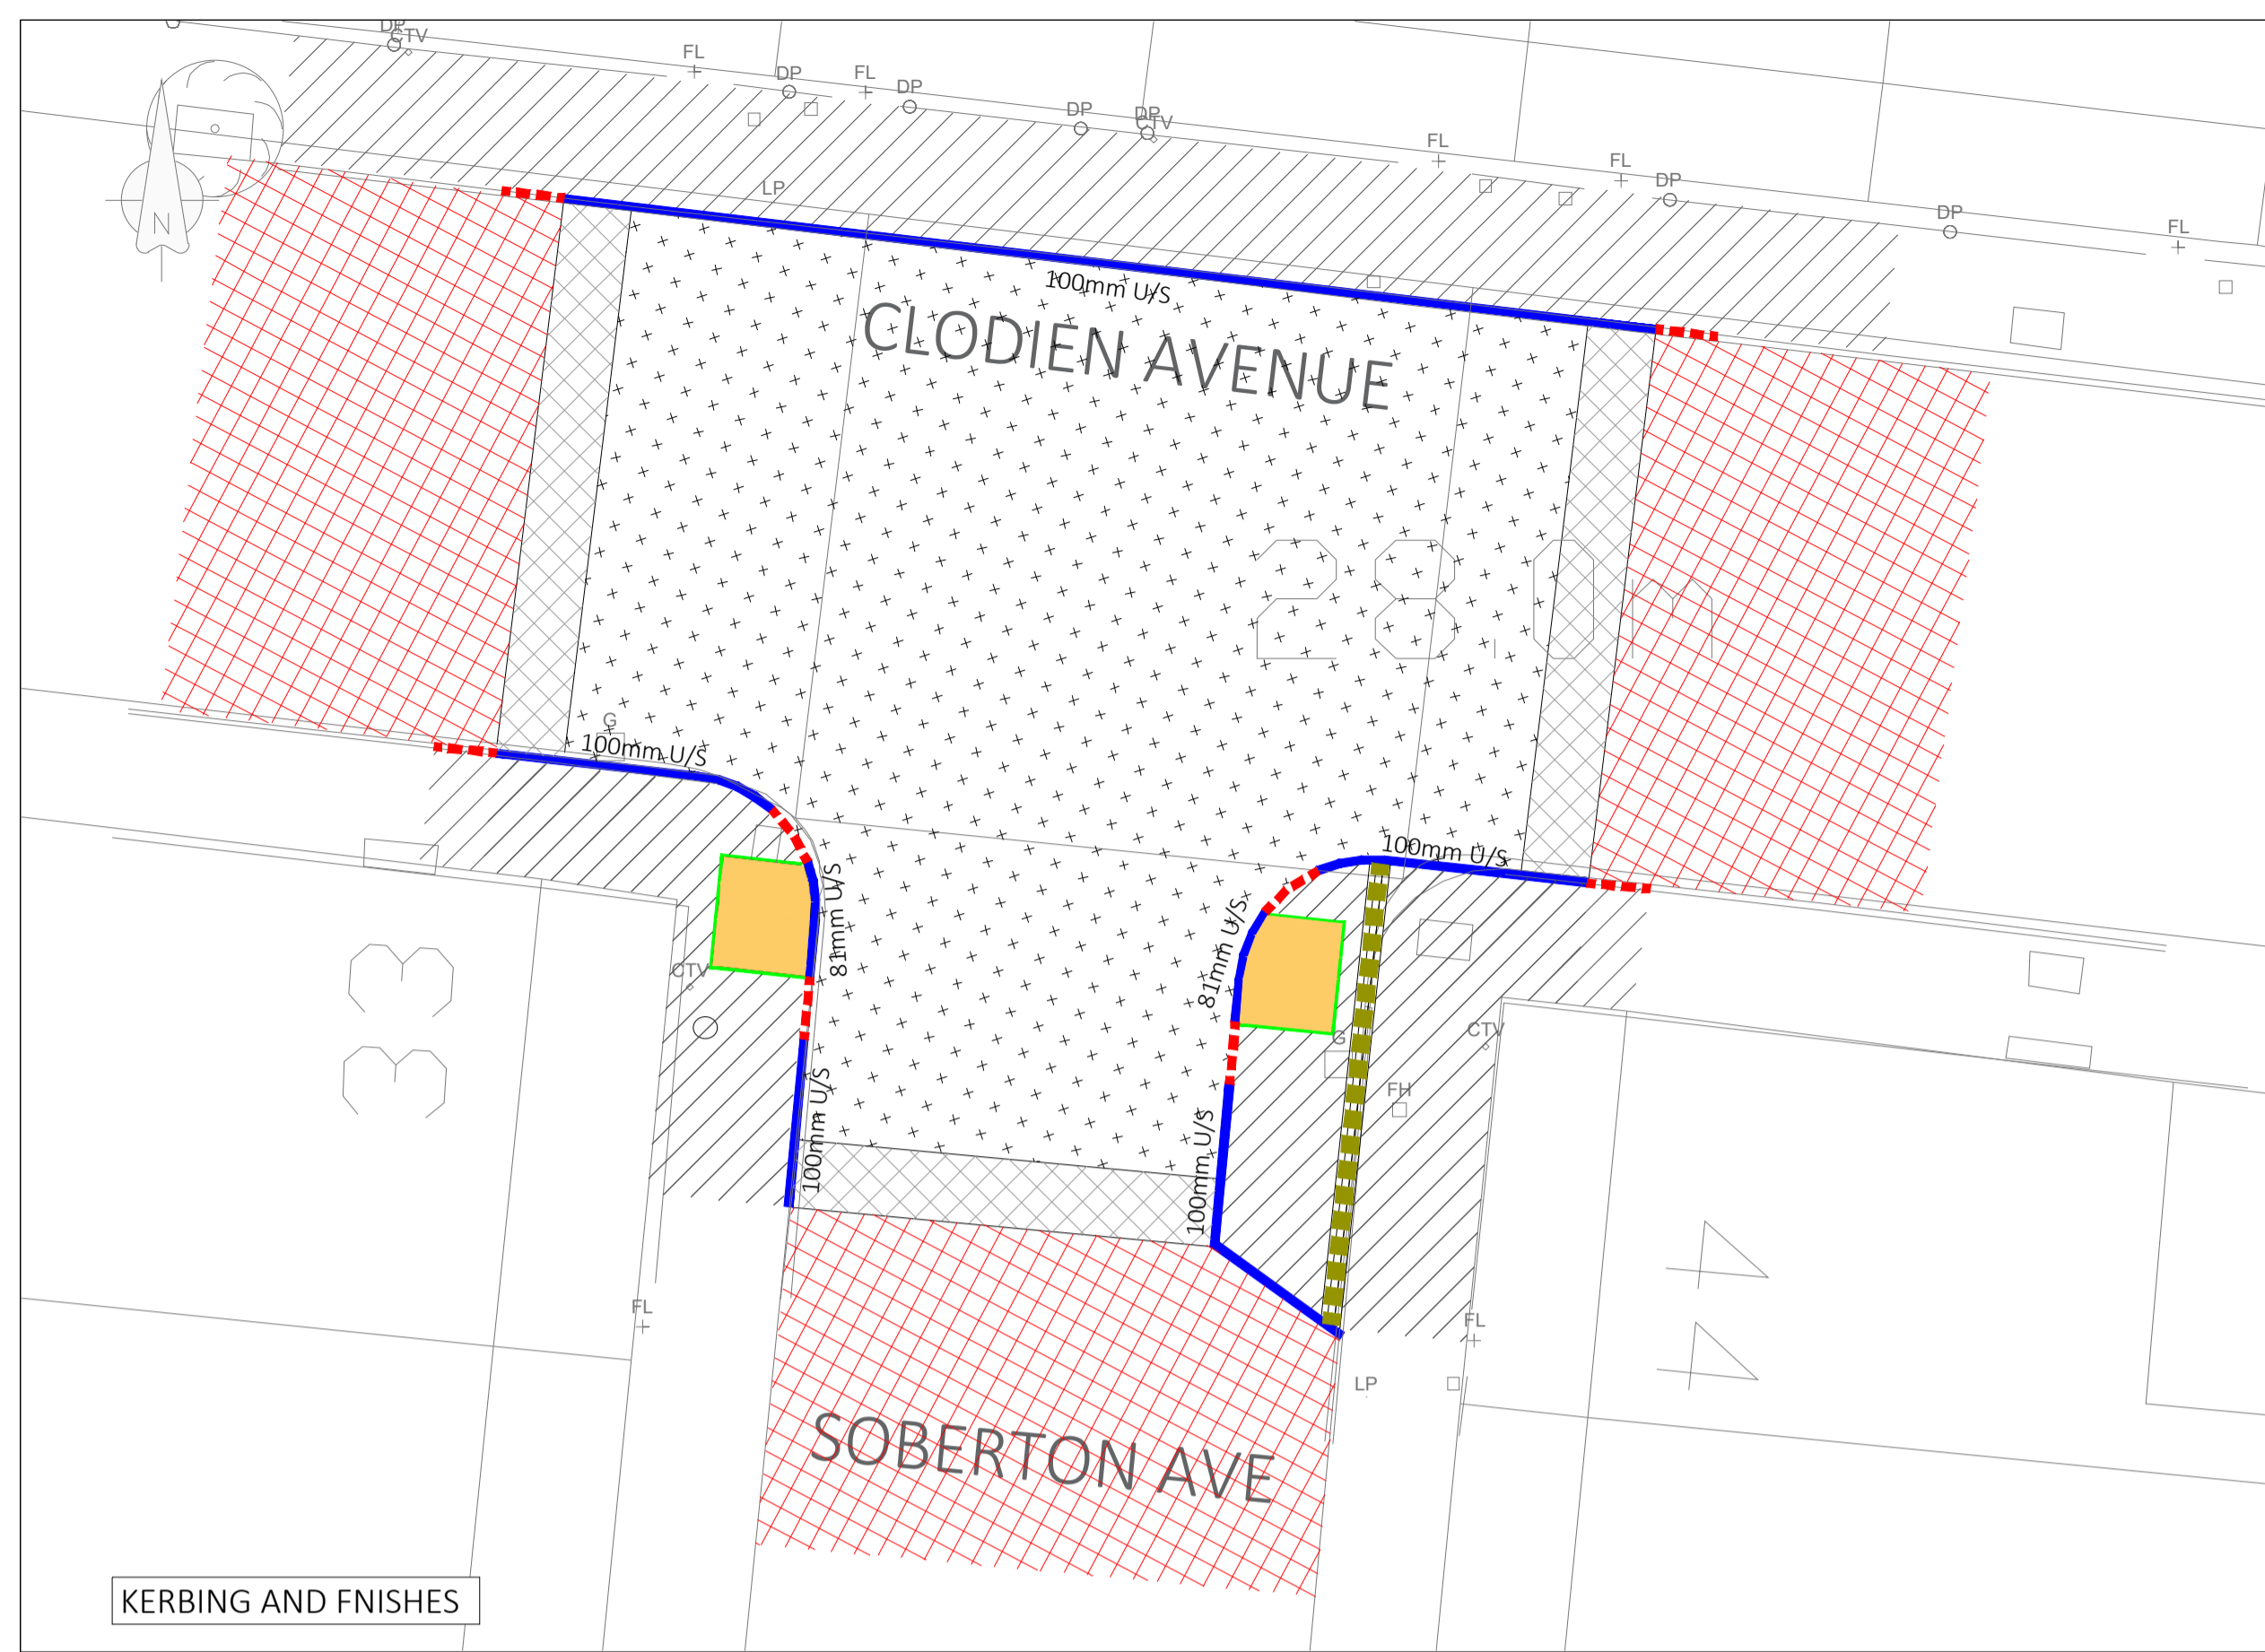 DP
CTV
FL
DP
FL
DP
DP
DP
CTV
FL
FL
DP
DP
FL
LP
N
100mm U/S
CLODIEN AVENUE
28.0m
G
100mm U/S
100mm U/S
81mm U/S
81mm U/S
33
CTV
G
CTV
FH
100mm U/S
100mm U/S
FL
FL
LP
SOBERTON AVE
KERBING AND FNISHES